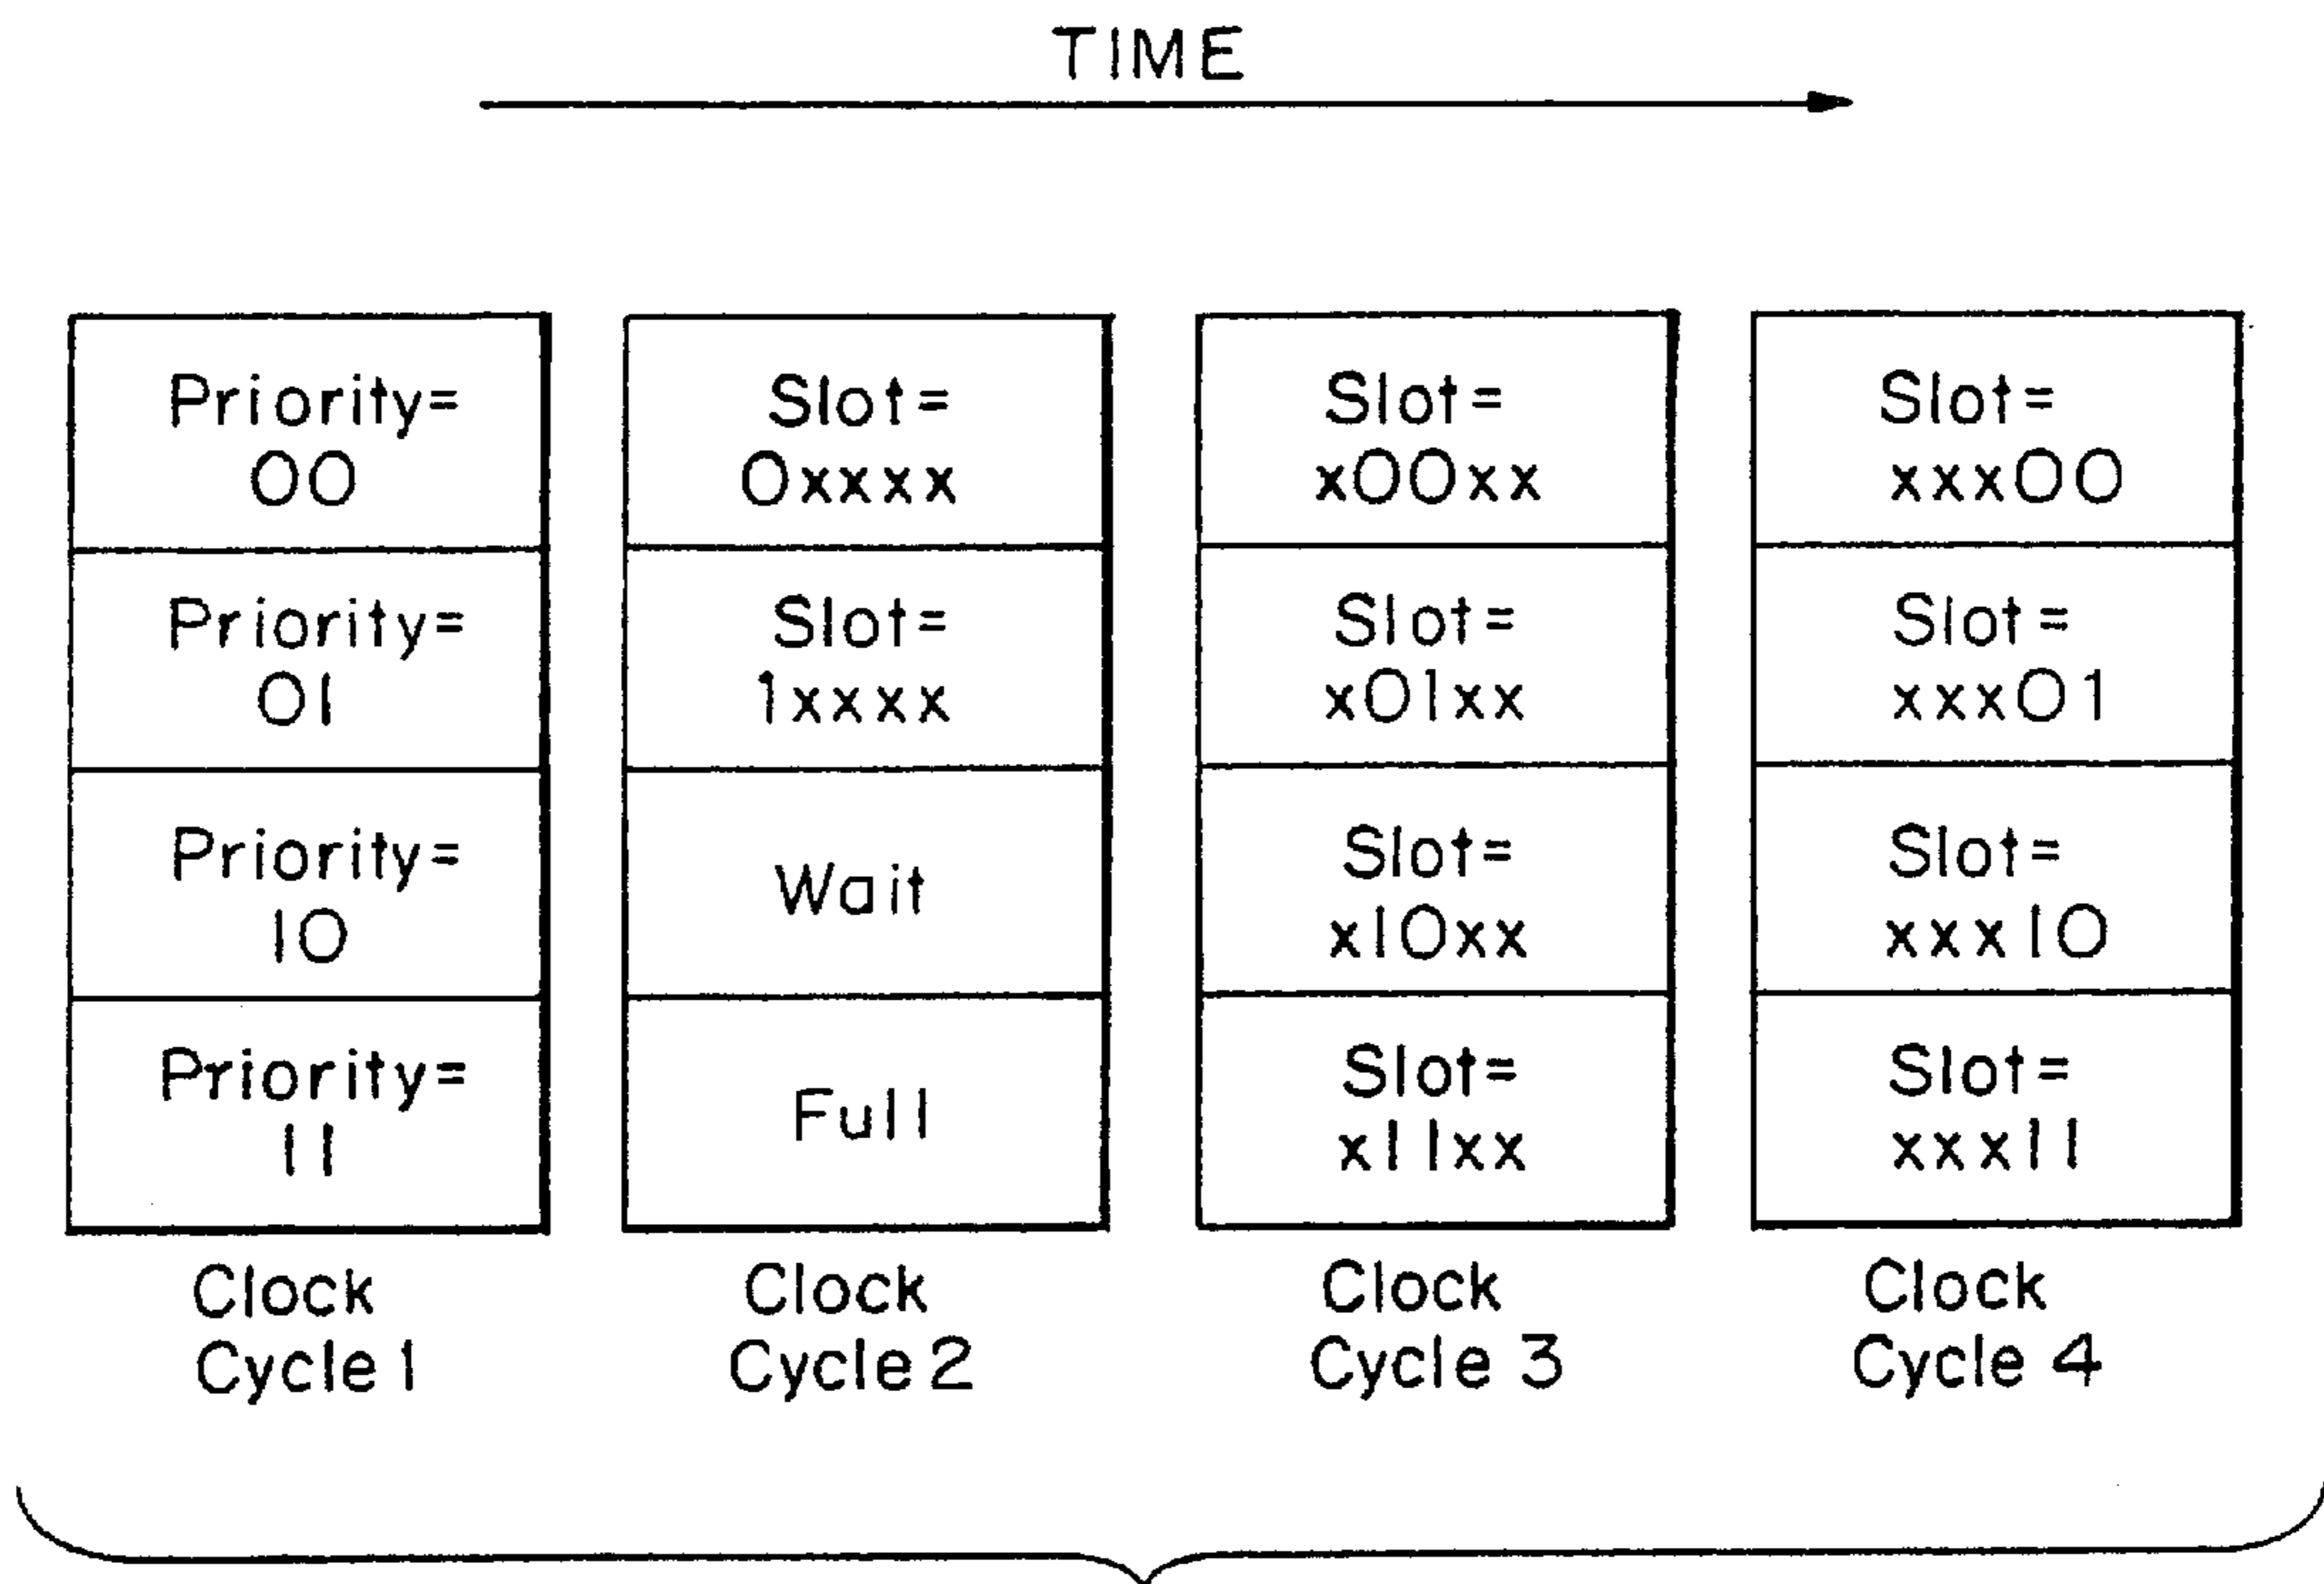 TIME
Priority=
00
Priority=
01
Priority=
10
Priority=
11
Clock
Cycle 1
Slot=
0xxxx
Slot=
1xxxx
Wait
Full
Clock
Cycle 2
Slot=
x00xx
Slot=
x01xx
Slot=
x10xx
Slot=
x11xx
Clock
Cycle 3
Slot=
xxx00
Slot=
xxx01
Slot=
xxx10
Slot=
xxx11
Clock
Cycle 4